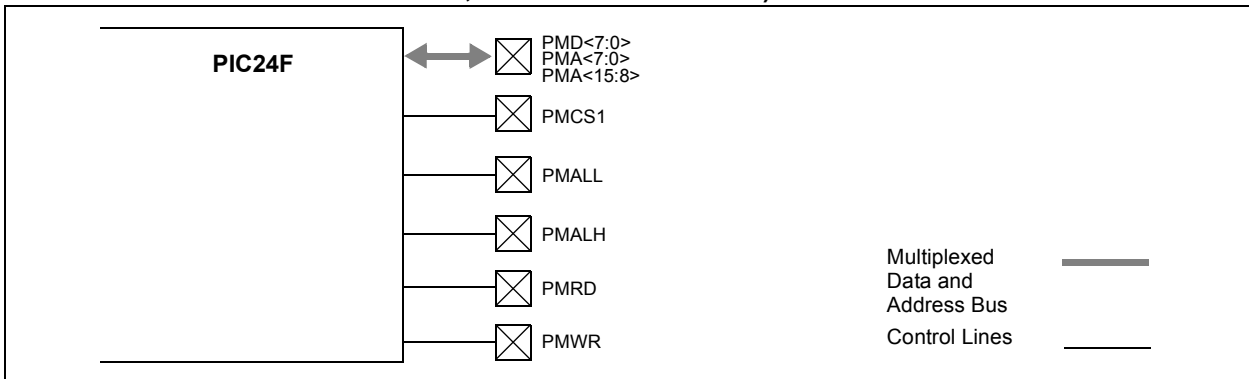 PIC24F
PMD<7:0>
PMA<7:0>
PMA<15:8>
PMCS1
PMALL
PMALH
PMRD
PMWR
Multiplexed
Data and
Address Bus
Control Lines